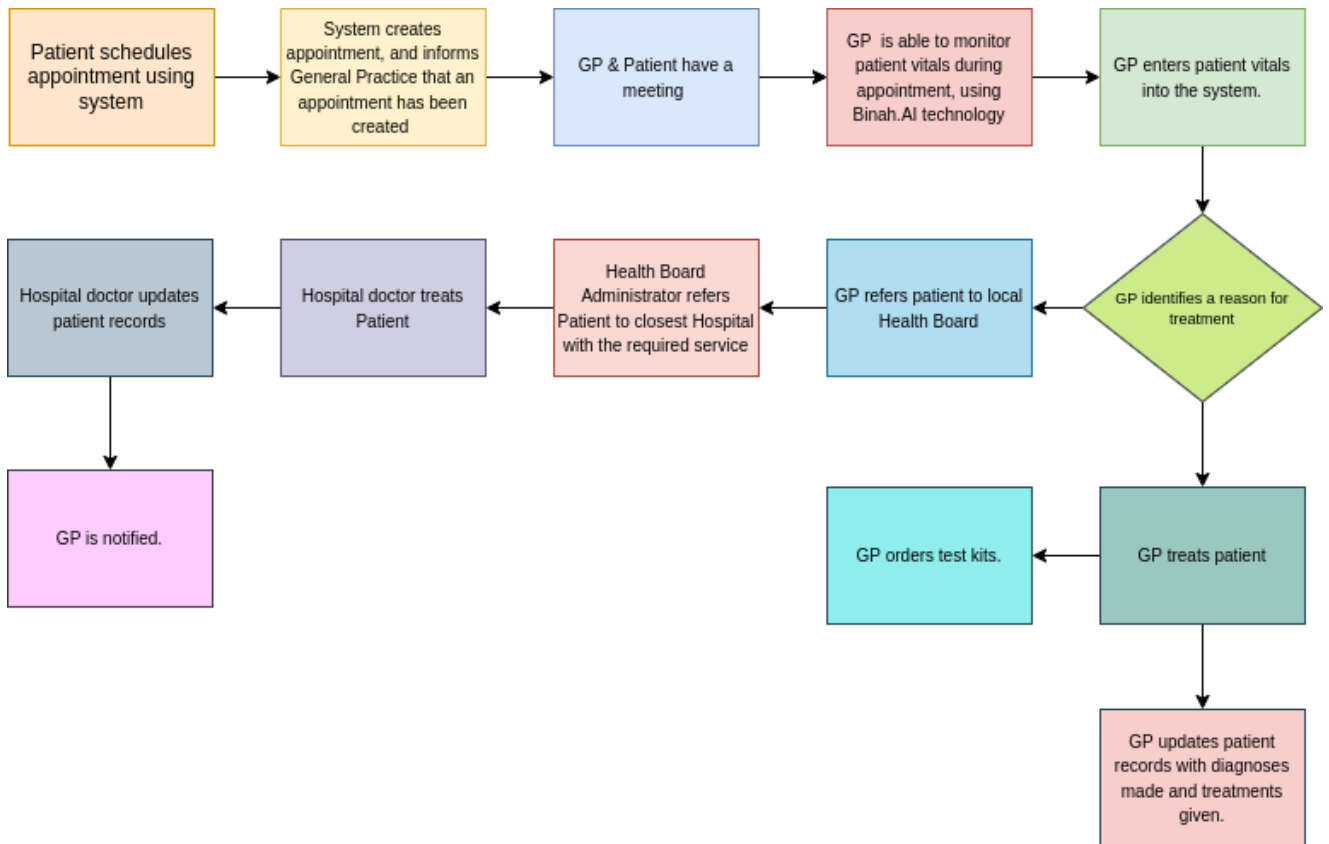 Patient schedules
appointment using
system
System creates
appointment, and informs
General Practice that an
appointment has been
created
GP & Patient have a
meeting
GP is able to monitor
patient vitals during
appointment, using
Binah.AI technology
GP enters patient vitals
into the system.
GP identifies a reason for
treatment
GP refers patient to local
Health Board
Health Board
Administrator refers
Patient to closest Hospital
with the required service
Hospital doctor treats
Patient
Hospital doctor updates
patient records
GP is notified.
GP treats patient
GP orders test kits.
GP updates patient
records with diagnoses
made and treatments
given.